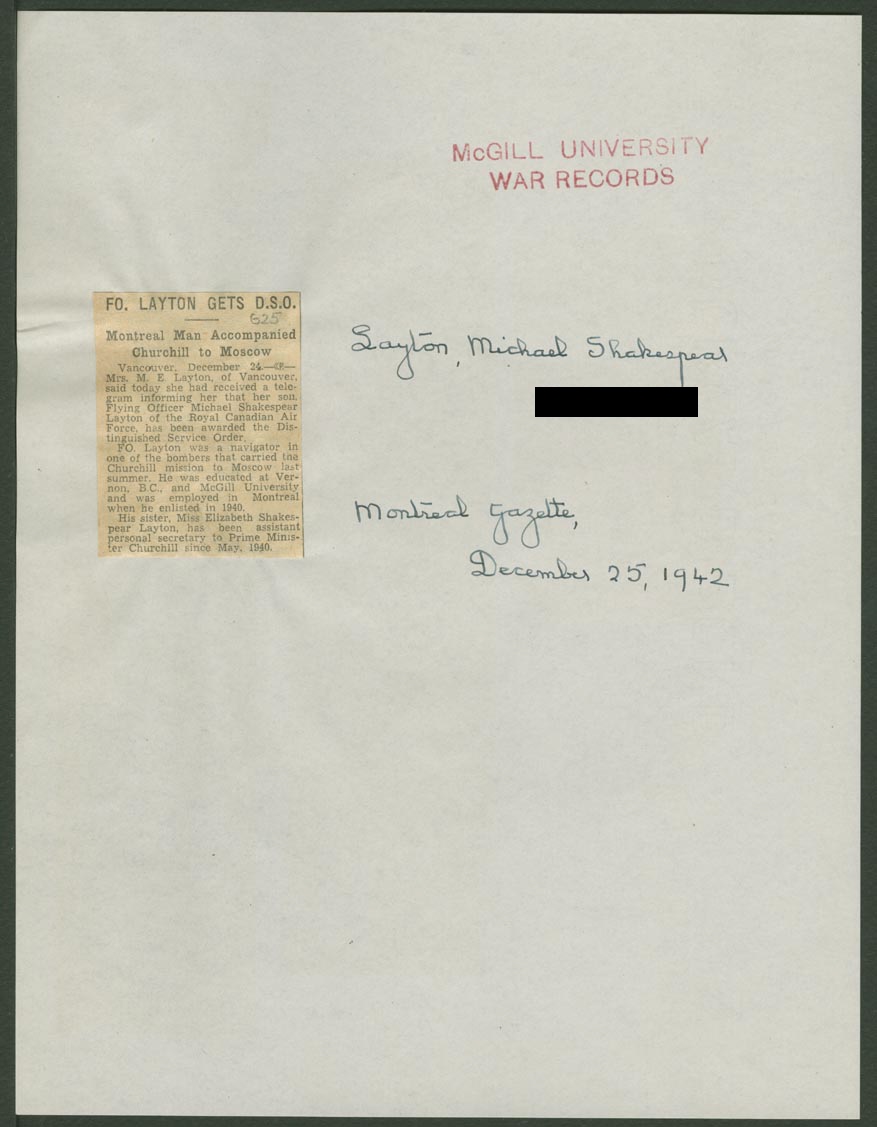 McGILL UNIVERSITY
WAR RECORDS
FO. LAYTON GETS D.S.O.
G25
Montreal Man Accompanied
Churchill to Moscow
Vancouver, December 24.—CP—
Mrs. M. E. Layton, of Vancouver,
said today she had received a tele-
gram informing her that her son,
Flying Officer Michael Shakespear
Layton of the Royal Canadian Air
Force, has been awarded the Dis-
tinguished Service Order.
FO. Layton was a navigator in
one of the bombers that carried the
Churchill mission to Moscow last
summer. He was educated at Ver-
non, B.C., and McGill University
and was employed in Montreal
when he enlisted in 1940.
His sister, Miss Elizabeth Shakes-
pear Layton, has been assistant
personal secretary to Prime Minis-
ter Churchill since May, 1940.
Layton, Michael Shakespear
Montreal Gazette,
December 25, 1942